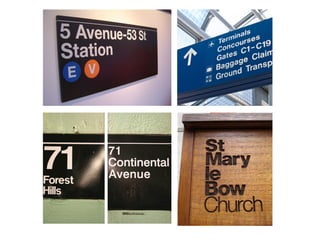 5 Avenue-53 St
Station
E V
Terminals
Concourses
Gates C1-C19
Baggage Claim
Ground Transp
71
Forest
Hills
71
Continental
Avenue
St
Mary
le
Bow
Church